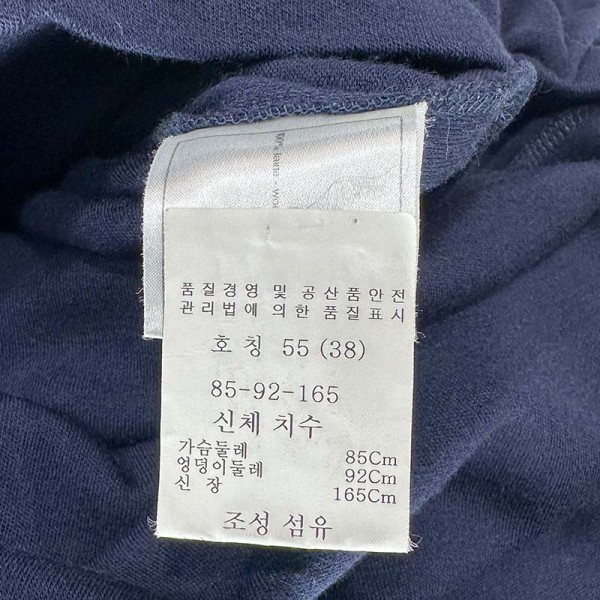 품질경영 및 공산품안전
관리법에 의한 품질표시
호칭 55 (38)
85-92-165
신체 치수
가슴둘레 85Cm
엉덩이둘레 92Cm
신 장 165Cm
조성 섬유